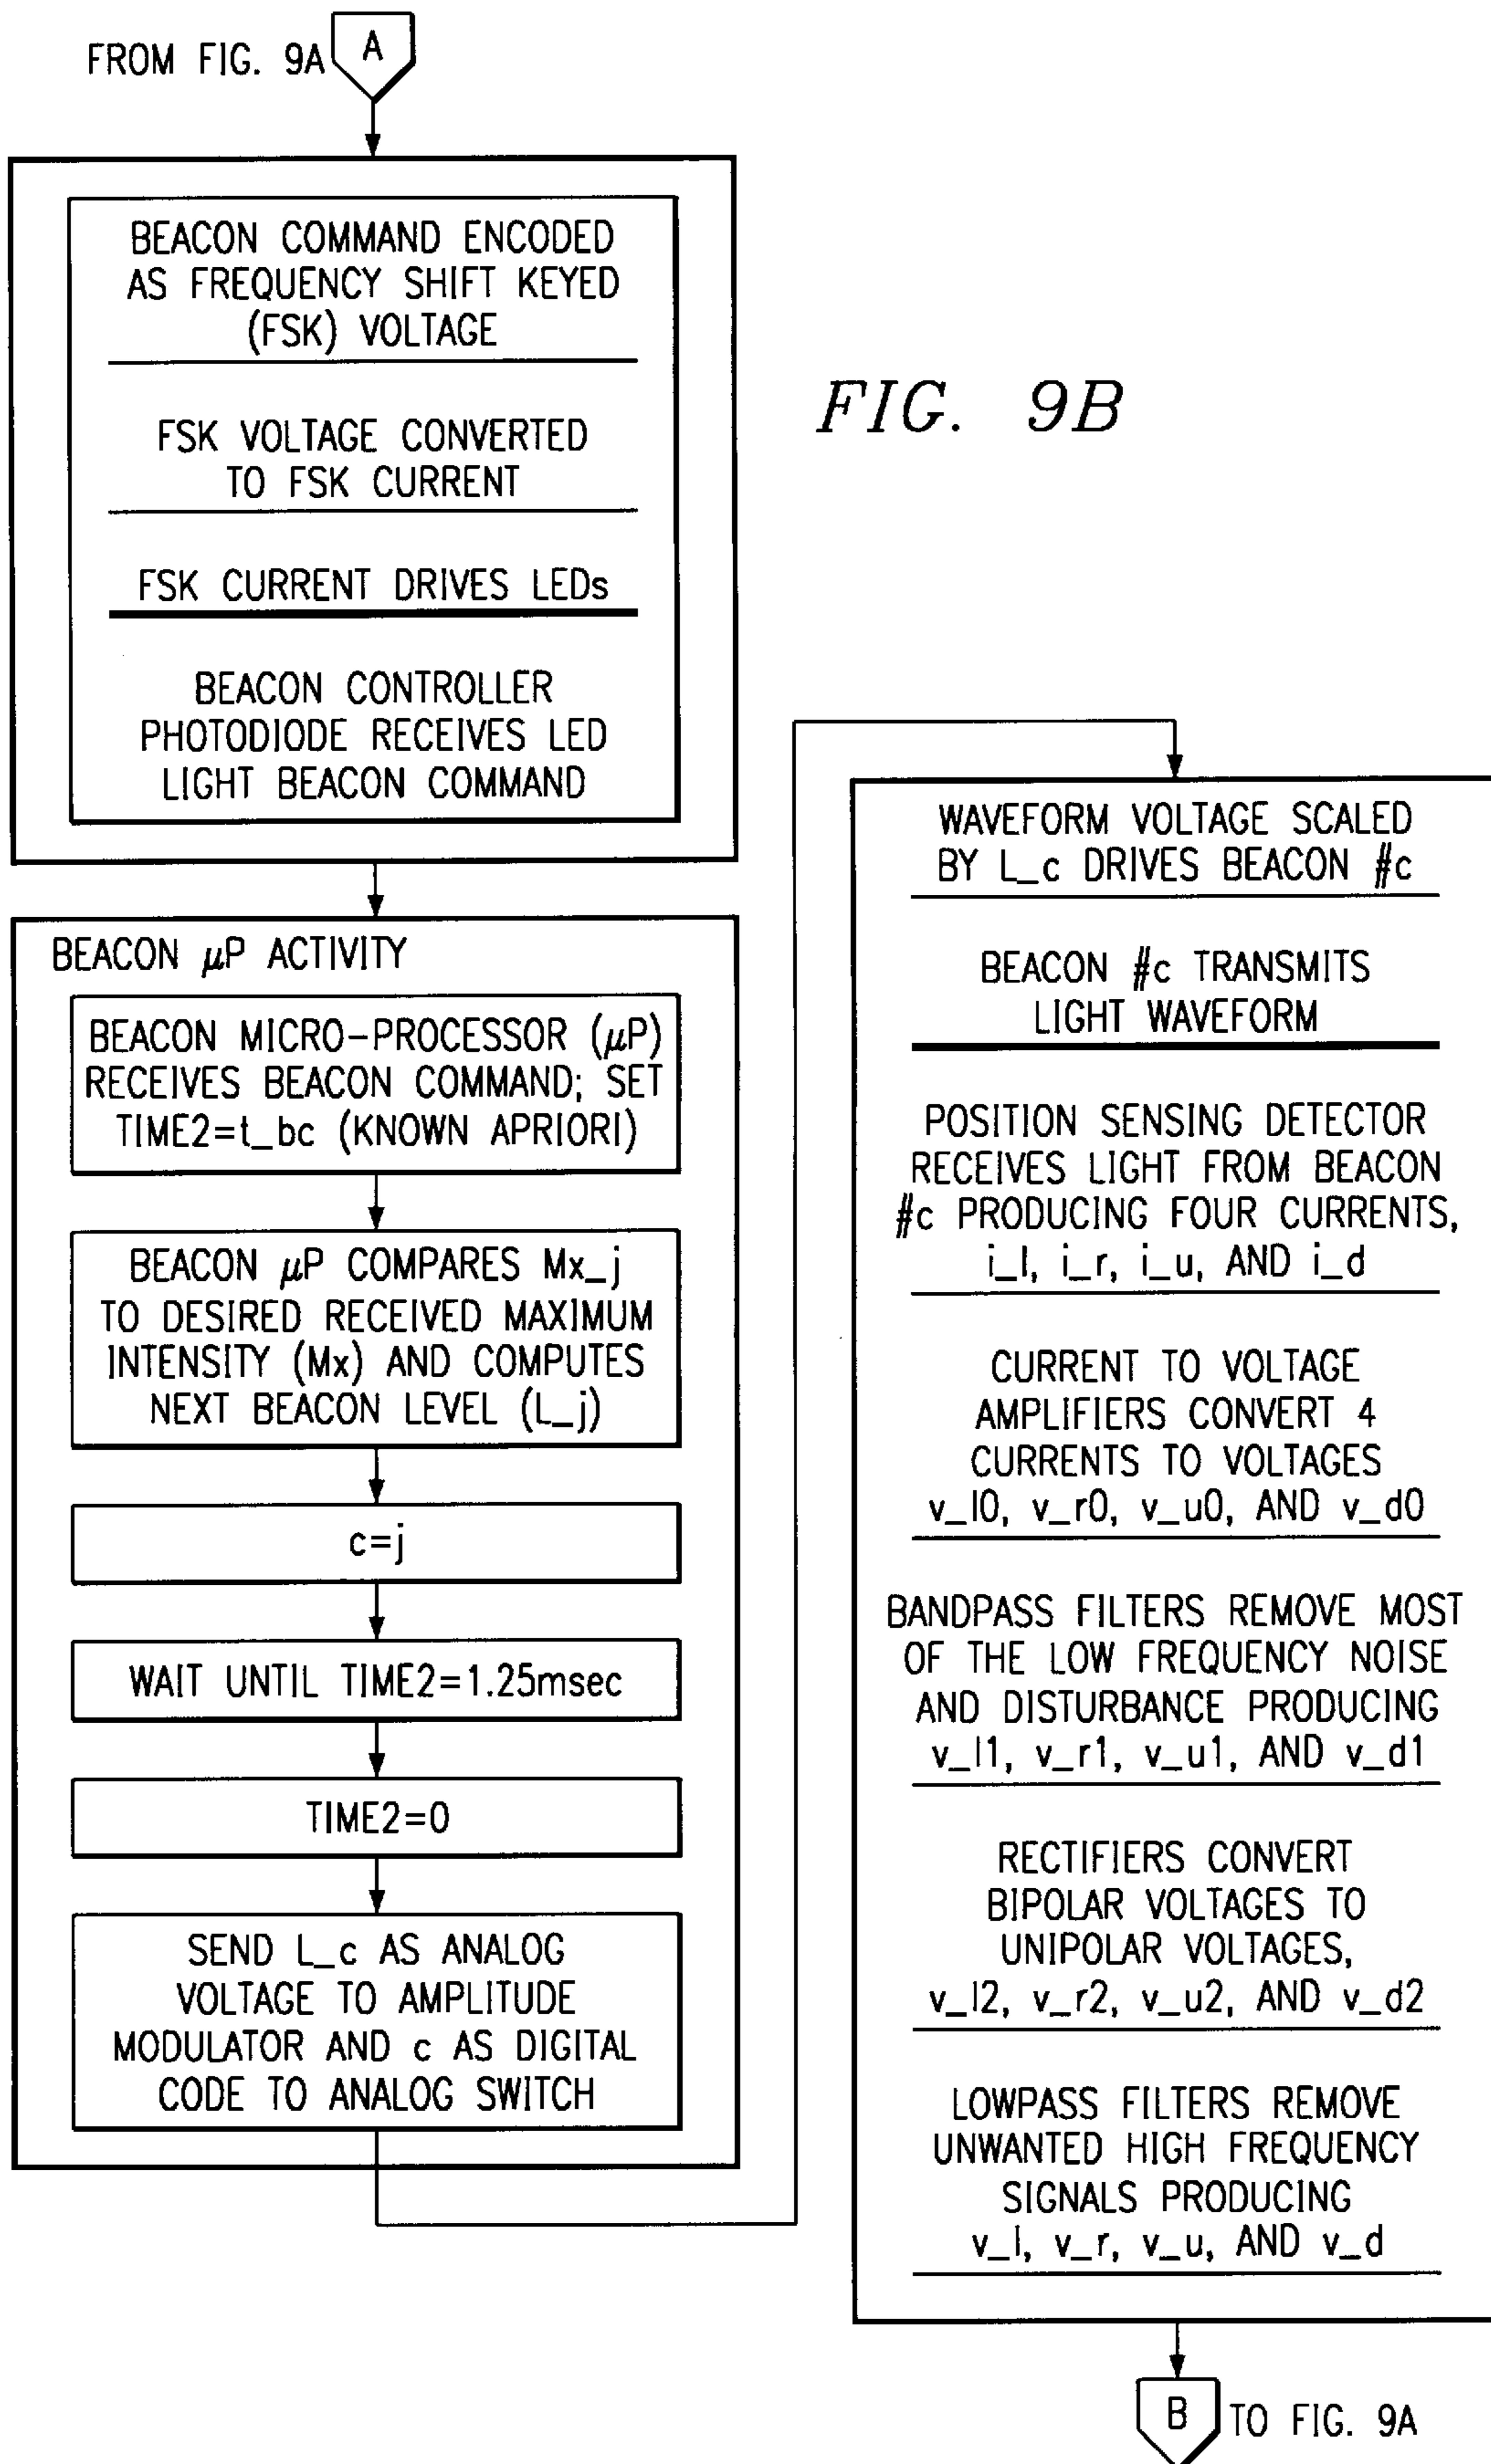 FROM FIG. 9A
A
BEACON COMMAND ENCODED
AS FREQUENCY SHIFT KEYED
(FSK) VOLTAGE
FSK VOLTAGE CONVERTED
TO FSK CURRENT
FSK CURRENT DRIVES LEDs
BEACON CONTROLLER
PHOTODIODE RECEIVES LED
LIGHT BEACON COMMAND
FIG. 9B
BEACON μP ACTIVITY
BEACON MICRO-PROCESSOR (μP)
RECEIVES BEACON COMMAND; SET
TIME2=t_bc (KNOWN APRIORI)
BEACON μP COMPARES Mx_j
TO DESIRED RECEIVED MAXIMUM
INTENSITY (Mx) AND COMPUTES
NEXT BEACON LEVEL (L_j)
c=j
WAIT UNTIL TIME2=1.25msec
TIME2=0
SEND L_c AS ANALOG
VOLTAGE TO AMPLITUDE
MODULATOR AND c AS DIGITAL
CODE TO ANALOG SWITCH
WAVEFORM VOLTAGE SCALED
BY L_c DRIVES BEACON #c
BEACON #c TRANSMITS
LIGHT WAVEFORM
POSITION SENSING DETECTOR
RECEIVES LIGHT FROM BEACON
#c PRODUCING FOUR CURRENTS,
i_l, i_r, i_u, AND i_d
CURRENT TO VOLTAGE
AMPLIFIERS CONVERT 4
CURRENTS TO VOLTAGES
v_l0, v_r0, v_u0, AND v_d0
BANDPASS FILTERS REMOVE MOST
OF THE LOW FREQUENCY NOISE
AND DISTURBANCE PRODUCING
v_l1, v_r1, v_u1, AND v_d1
RECTIFIERS CONVERT
BIPOLAR VOLTAGES TO
UNIPOLAR VOLTAGES,
v_l2, v_r2, v_u2, AND v_d2
LOWPASS FILTERS REMOVE
UNWANTED HIGH FREQUENCY
SIGNALS PRODUCING
v_l, v_r, v_u, AND v_d
B
TO FIG. 9A